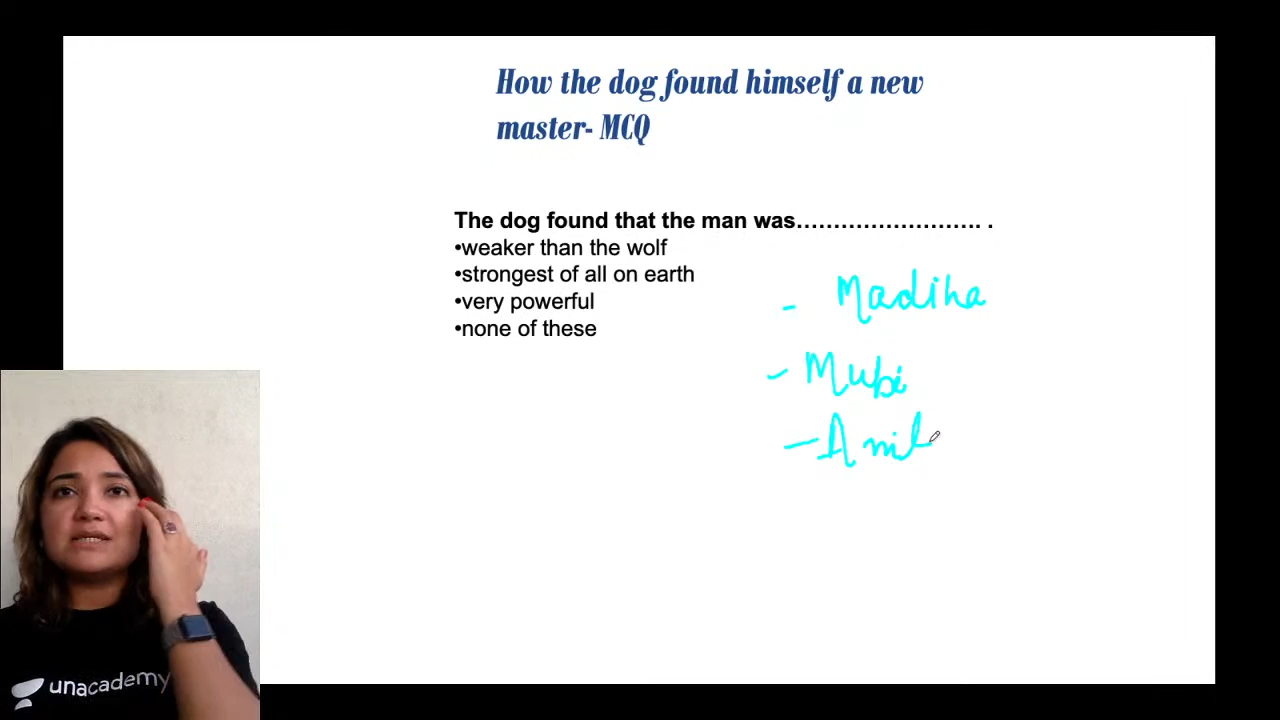 How the dog found himself a new
master- MCQ
The dog found that the man was……………………. .
•weaker than the wolf
•strongest of all on earth
•very powerful
•none of these
- Madiha
- Mubi
- Anil
unacademy